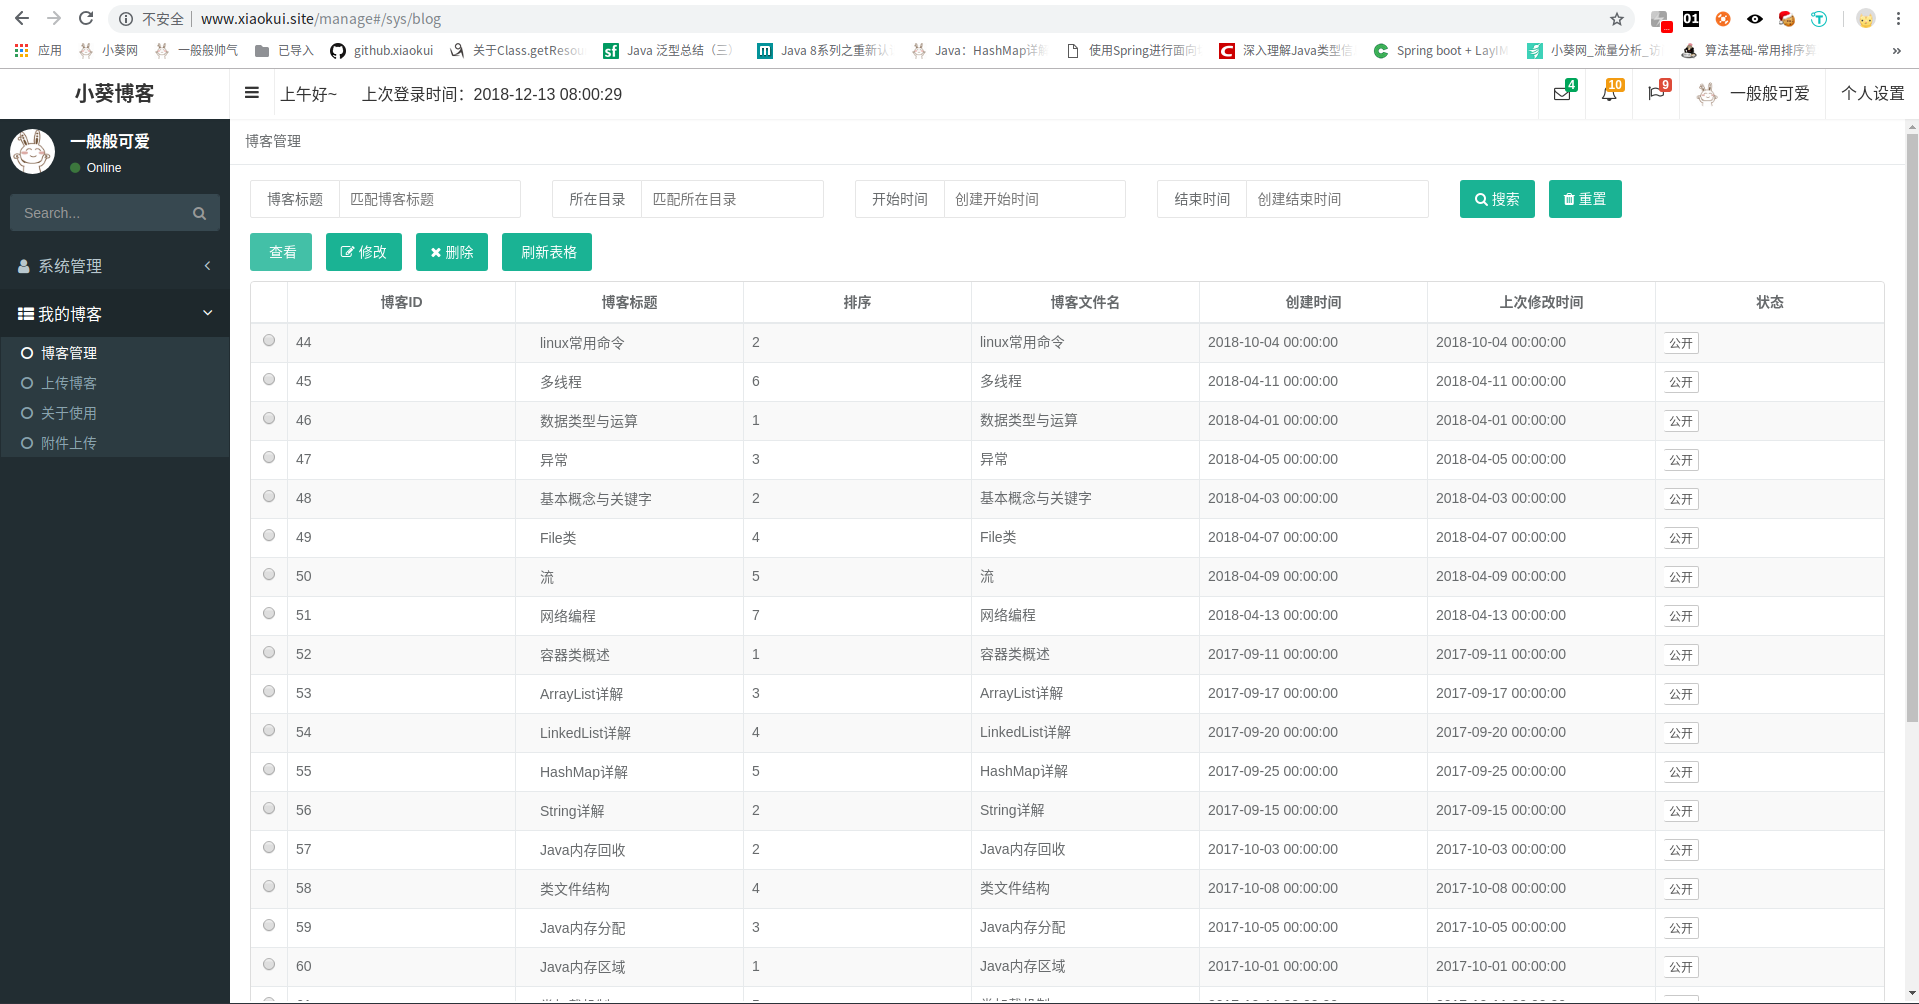 不安全 www.xiaokui.site/manage#/sys/blog 01
应用 小葵网 一般般帅气 已导入 github.xiaokui 关于Class.getResou Java 泛型总结（三） Java 8系列之重新认 Java：HashMap详解 使用Spring进行面向 深入理解Java类型信 Spring boot + LayIM 小葵网_流量分析_访 算法基础-常用排序算 »
小葵博客 上午好~ 上次登录时间：2018-12-13 08:00:29 4 10 9 一般般可爱 个人设置
一般般可爱
Online
Search...
系统管理
我的博客
博客管理
上传博客
关于使用
附件上传
博客管理
博客标题 匹配博客标题 所在目录 匹配所在目录 开始时间 创建开始时间 结束时间 创建结束时间 搜索 重置
查看 修改 删除 刷新表格
博客ID 博客标题 排序 博客文件名 创建时间 上次修改时间 状态
44 linux常用命令 2 linux常用命令 2018-10-04 00:00:00 2018-10-04 00:00:00 公开
45 多线程 6 多线程 2018-04-11 00:00:00 2018-04-11 00:00:00 公开
46 数据类型与运算 1 数据类型与运算 2018-04-01 00:00:00 2018-04-01 00:00:00 公开
47 异常 3 异常 2018-04-05 00:00:00 2018-04-05 00:00:00 公开
48 基本概念与关键字 2 基本概念与关键字 2018-04-03 00:00:00 2018-04-03 00:00:00 公开
49 File类 4 File类 2018-04-07 00:00:00 2018-04-07 00:00:00 公开
50 流 5 流 2018-04-09 00:00:00 2018-04-09 00:00:00 公开
51 网络编程 7 网络编程 2018-04-13 00:00:00 2018-04-13 00:00:00 公开
52 容器类概述 1 容器类概述 2017-09-11 00:00:00 2017-09-11 00:00:00 公开
53 ArrayList详解 3 ArrayList详解 2017-09-17 00:00:00 2017-09-17 00:00:00 公开
54 LinkedList详解 4 LinkedList详解 2017-09-20 00:00:00 2017-09-20 00:00:00 公开
55 HashMap详解 5 HashMap详解 2017-09-25 00:00:00 2017-09-25 00:00:00 公开
56 String详解 2 String详解 2017-09-15 00:00:00 2017-09-15 00:00:00 公开
57 Java内存回收 2 Java内存回收 2017-10-03 00:00:00 2017-10-03 00:00:00 公开
58 类文件结构 4 类文件结构 2017-10-08 00:00:00 2017-10-08 00:00:00 公开
59 Java内存分配 3 Java内存分配 2017-10-05 00:00:00 2017-10-05 00:00:00 公开
60 Java内存区域 1 Java内存区域 2017-10-01 00:00:00 2017-10-01 00:00:00 公开